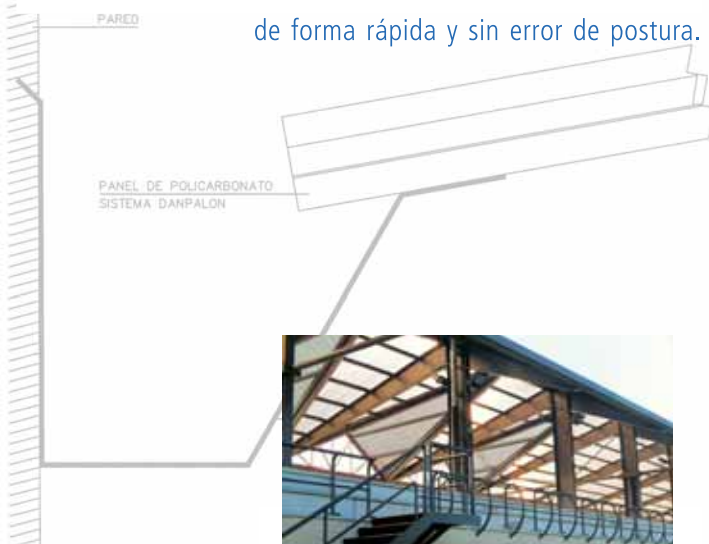 PARED
de forma rápida y sin error de postura.
PANEL DE POLICARBONATO
SISTEMA DANPALON